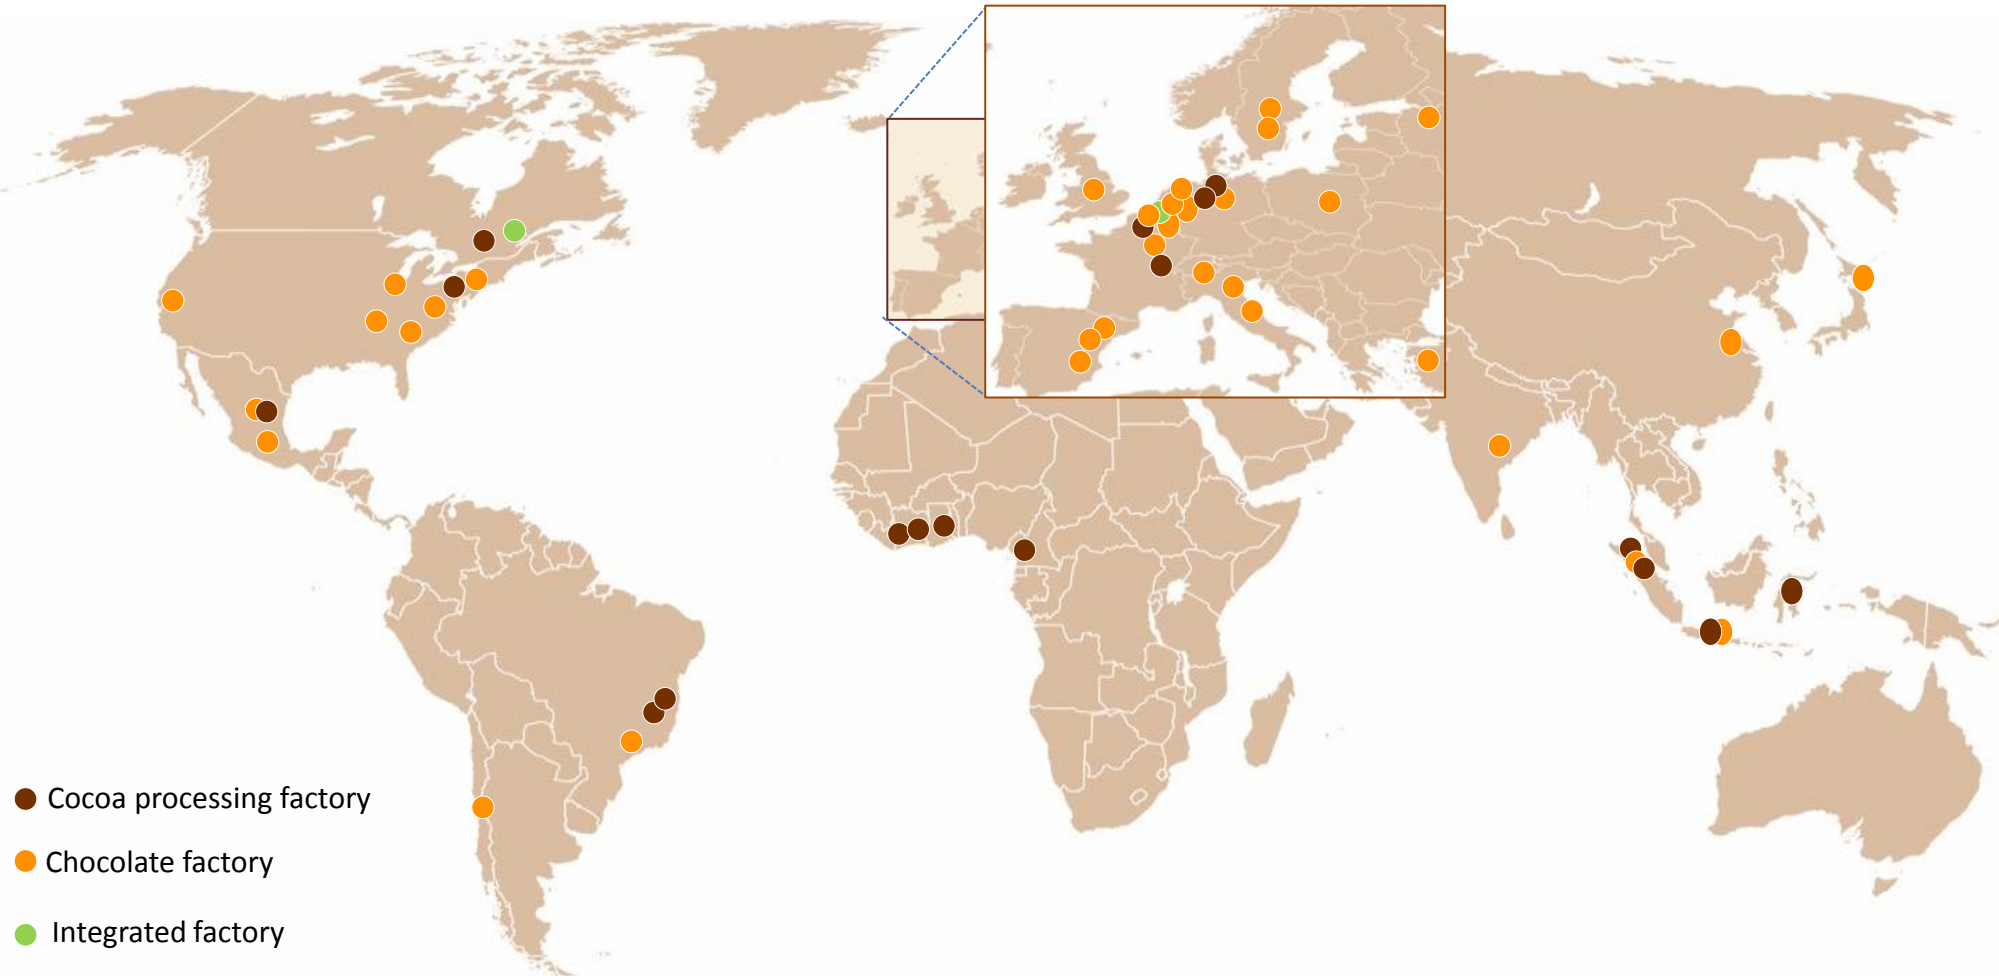 Cocoa processing factory
Chocolate factory
Integrated factory